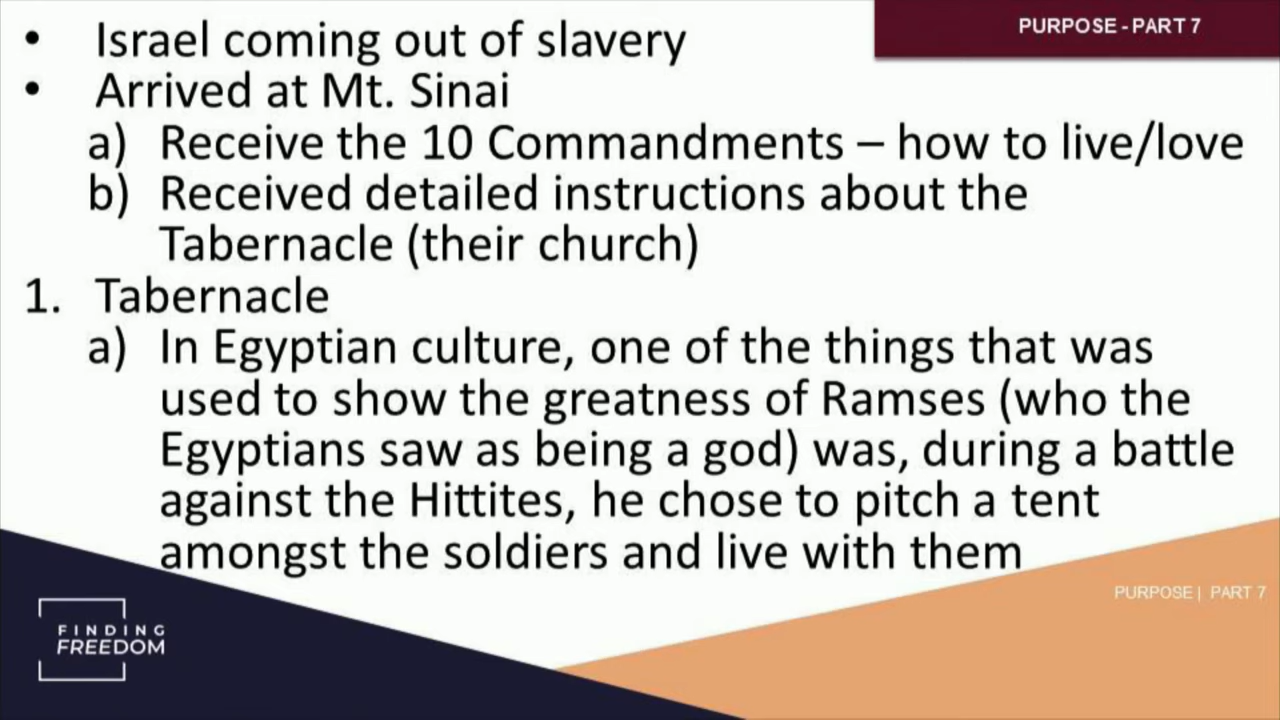 PURPOSE - PART 7
• Israel coming out of slavery
• Arrived at Mt. Sinai
a) Receive the 10 Commandments – how to live/love
b) Received detailed instructions about the
Tabernacle (their church)
1. Tabernacle
a) In Egyptian culture, one of the things that was
used to show the greatness of Ramses (who the
Egyptians saw as being a god) was, during a battle
against the Hittites, he chose to pitch a tent
amongst the soldiers and live with them
PURPOSE | PART 7
FINDING
FREEDOM